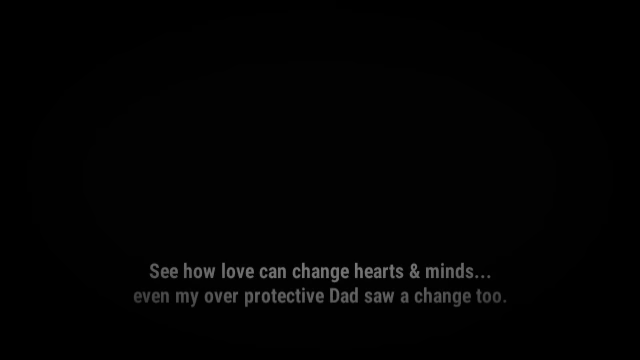 See how love can change hearts & minds...
even my over protective Dad saw a change too.